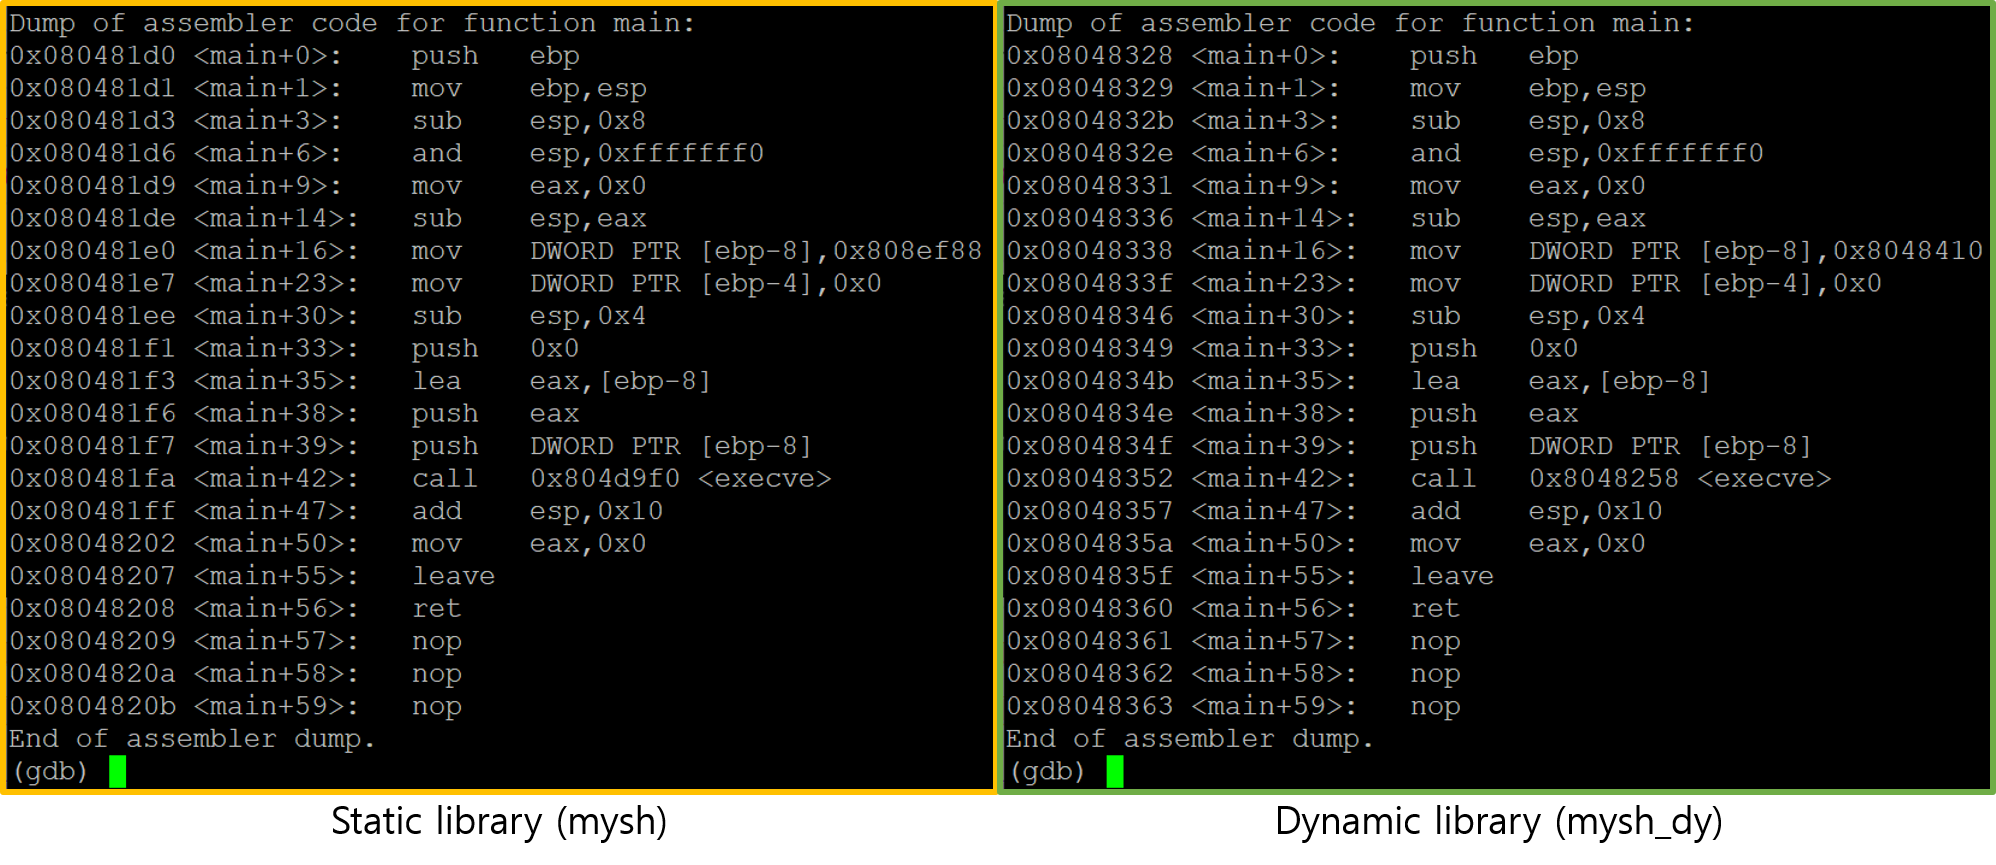 Dump of assembler code for function main:
0x080481d0 <main+0>: push ebp
0x080481d1 <main+1>: mov ebp,esp
0x080481d3 <main+3>: sub esp,0x8
0x080481d6 <main+6>: and esp,0xfffffff0
0x080481d9 <main+9>: mov eax,0x0
0x080481de <main+14>: sub esp,eax
0x080481e0 <main+16>: mov DWORD PTR [ebp-8],0x808ef88
0x080481e7 <main+23>: mov DWORD PTR [ebp-4],0x0
0x080481ee <main+30>: sub esp,0x4
0x080481f1 <main+33>: push 0x0
0x080481f3 <main+35>: lea eax,[ebp-8]
0x080481f6 <main+38>: push eax
0x080481f7 <main+39>: push DWORD PTR [ebp-8]
0x080481fa <main+42>: call 0x804d9f0 <execve>
0x080481ff <main+47>: add esp,0x10
0x08048202 <main+50>: mov eax,0x0
0x08048207 <main+55>: leave
0x08048208 <main+56>: ret
0x08048209 <main+57>: nop
0x0804820a <main+58>: nop
0x0804820b <main+59>: nop
End of assembler dump.
(gdb)
Static library (mysh)
Dump of assembler code for function main:
0x08048328 <main+0>: push ebp
0x08048329 <main+1>: mov ebp,esp
0x0804832b <main+3>: sub esp,0x8
0x0804832e <main+6>: and esp,0xfffffff0
0x08048331 <main+9>: mov eax,0x0
0x08048336 <main+14>: sub esp,eax
0x08048338 <main+16>: mov DWORD PTR [ebp-8],0x8048410
0x0804833f <main+23>: mov DWORD PTR [ebp-4],0x0
0x08048346 <main+30>: sub esp,0x4
0x08048349 <main+33>: push 0x0
0x0804834b <main+35>: lea eax,[ebp-8]
0x0804834e <main+38>: push eax
0x0804834f <main+39>: push DWORD PTR [ebp-8]
0x08048352 <main+42>: call 0x8048258 <execve>
0x08048357 <main+47>: add esp,0x10
0x0804835a <main+50>: mov eax,0x0
0x0804835f <main+55>: leave
0x08048360 <main+56>: ret
0x08048361 <main+57>: nop
0x08048362 <main+58>: nop
0x08048363 <main+59>: nop
End of assembler dump.
(gdb)
Dynamic library (mysh_dy)